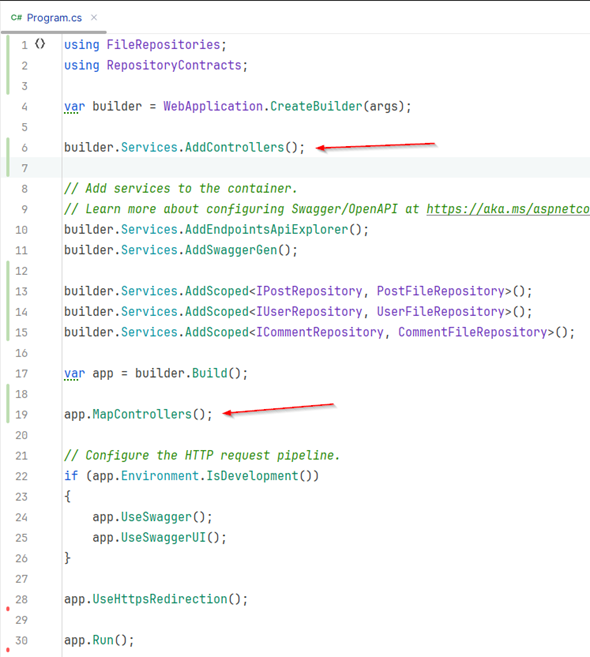 C# Program.cs ×
1 {} using FileRepositories;
2 using RepositoryContracts;
3
4 var builder = WebApplication.CreateBuilder(args);
5
6 builder.Services.AddControllers();
7
8 // Add services to the container.
9 // Learn more about configuring Swagger/OpenAPI at https://aka.ms/aspnetco
10 builder.Services.AddEndpointsApiExplorer();
11 builder.Services.AddSwaggerGen();
12
13 builder.Services.AddScoped<IPostRepository, PostFileRepository>();
14 builder.Services.AddScoped<IUserRepository, UserFileRepository>();
15 builder.Services.AddScoped<ICommentRepository, CommentFileRepository>();
16
17 var app = builder.Build();
18
19 app.MapControllers();
20
21 // Configure the HTTP request pipeline.
22 if (app.Environment.IsDevelopment())
23 {
24 app.UseSwagger();
25 app.UseSwaggerUI();
26 }
27
28 app.UseHttpsRedirection();
29
30 app.Run();